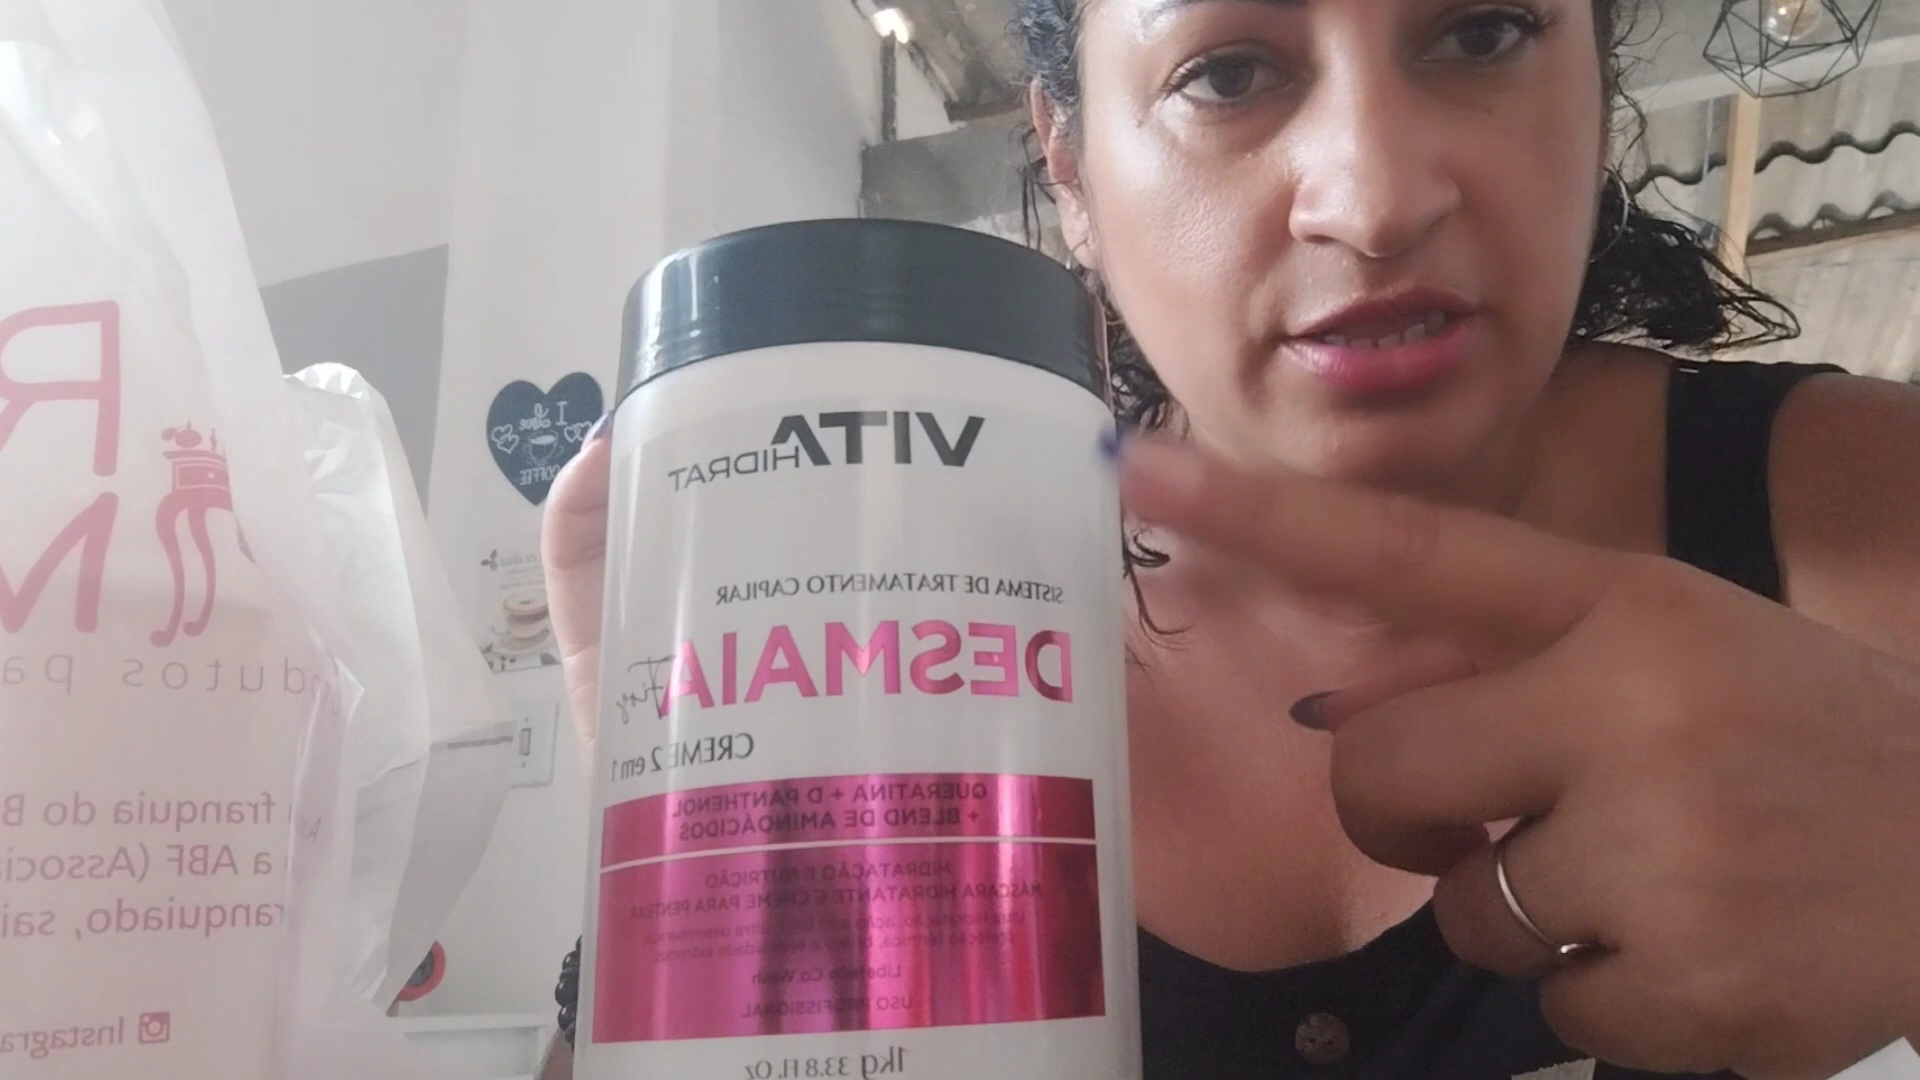 VITA HIDRAT
SISTEMA DE TRATAMENTO CAPILAR
DESMAIA Fios
CREME 2 em 1
QUERATINA + D PANTHENOL
+ BLEND DE AMINOÁCIDOS
HIDRATAÇÃO E NUTRIÇÃO
MÁSCARA HIDRATANTE E CREME PARA PENTEAR
Liberado Co Wash
USO PROFISSIONAL
1kg 33.8 Fl. Oz
I Love
COFFEE
R
M
dutos pa
franquia do B
a ABF (Associ
ranquiado, sai
Instagra